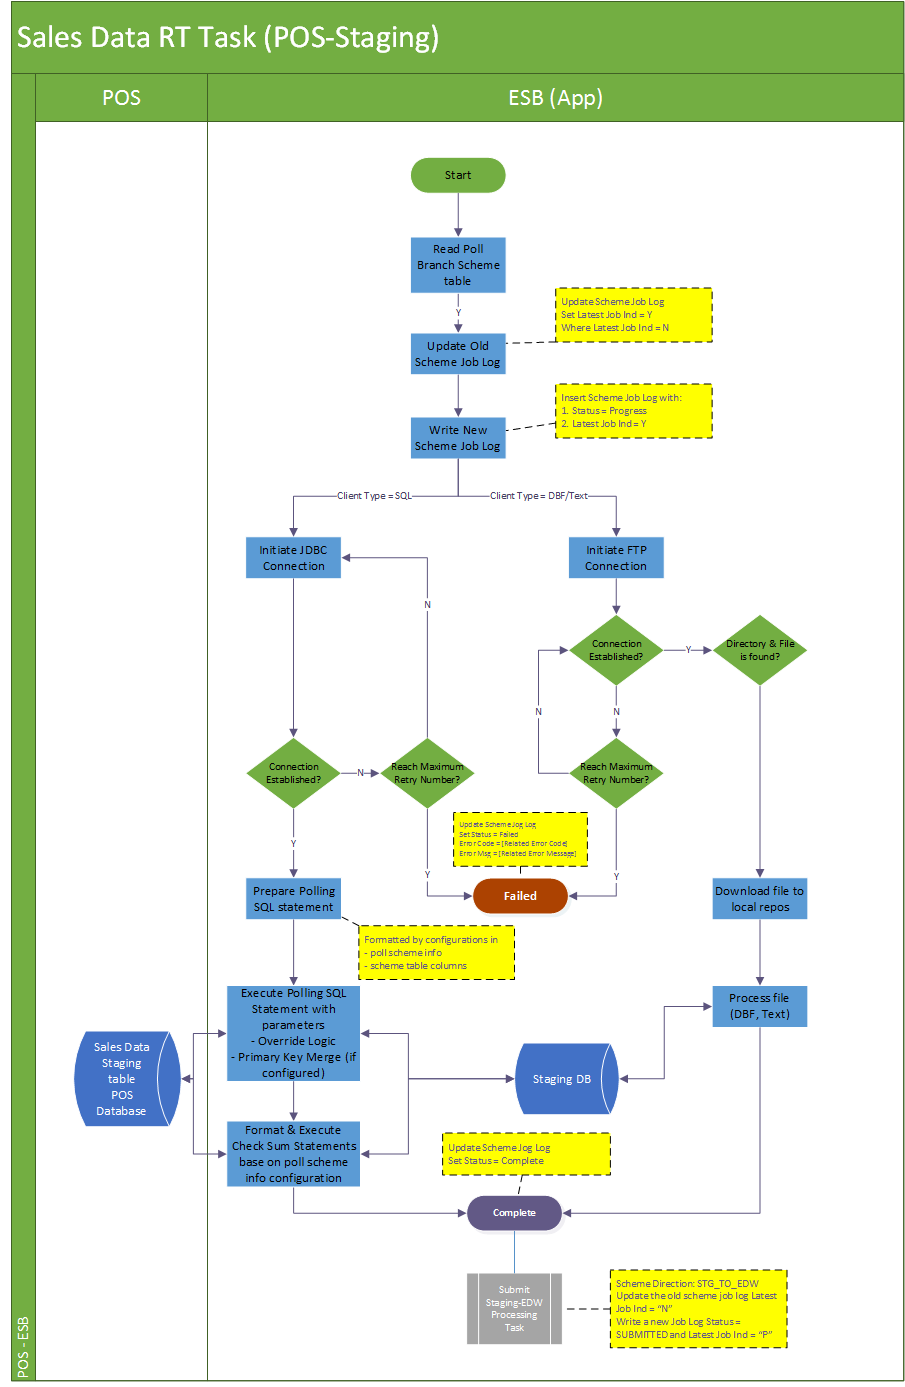 Sales Data RT Task (POS-Staging)
POS
ESB (App)
Start
Read Poll
Branch Scheme
table
Y
Update Scheme Job Log
Set Latest Job Ind = Y
Where Latest Job Ind = N
Update Old
Scheme Job Log
Insert Scheme Job Log with:
1. Status = Progress
2. Latest Job Ind = Y
Write New
Scheme Job Log
Client Type = SQL
Client Type = DBF/Text
Initiate JDBC
Connection
Initiate FTP
Connection
N
Connection
Established?
Y
Directory & File
is found?
N
N
Connection
Established?
N
Reach Maximum
Retry Number?
Reach Maximum
Retry Number?
Update Scheme Jog Log
Set Status = Failed
Error Code = [Related Error Code]
Error Msg = [Related Error Message]
Y
Y
Y
Prepare Polling
SQL statement
Failed
Download file to
local repos
Formatted by configurations in
- poll scheme info
- scheme table columns
Execute Polling SQL
Statement with
parameters
- Override Logic
- Primary Key Merge (if
configured)
Process file
(DBF, Text)
Sales Data
Staging
table
POS
Database
Staging DB
Format & Execute
Check Sum Statements
base on poll scheme
info configuration
Update Scheme Jog Log
Set Status = Complete
Complete
Submit
Staging-EDW
Processing
Task
Scheme Direction: STG_TO_EDW
Update the old scheme job log Latest
Job Ind = “N”
Write a new Job Log Status =
SUBMITTED and Latest Job Ind = “P”
POS - ESB